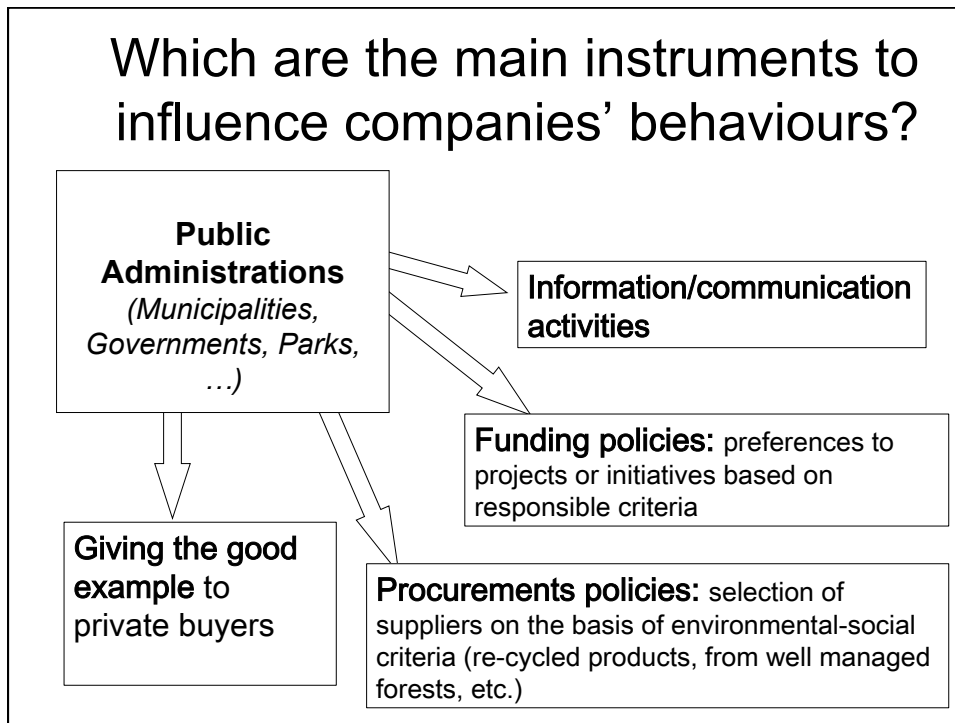 Which are the main instruments to
influence companies’ behaviours?
Public
Administrations
(Municipalities,
Governments, Parks,
…)
Information/communication
activities
Funding policies: preferences to
projects or initiatives based on
responsible criteria
Giving the good
example to
private buyers
Procurements policies: selection of
suppliers on the basis of environmental-social
criteria (re-cycled products, from well managed
forests, etc.)